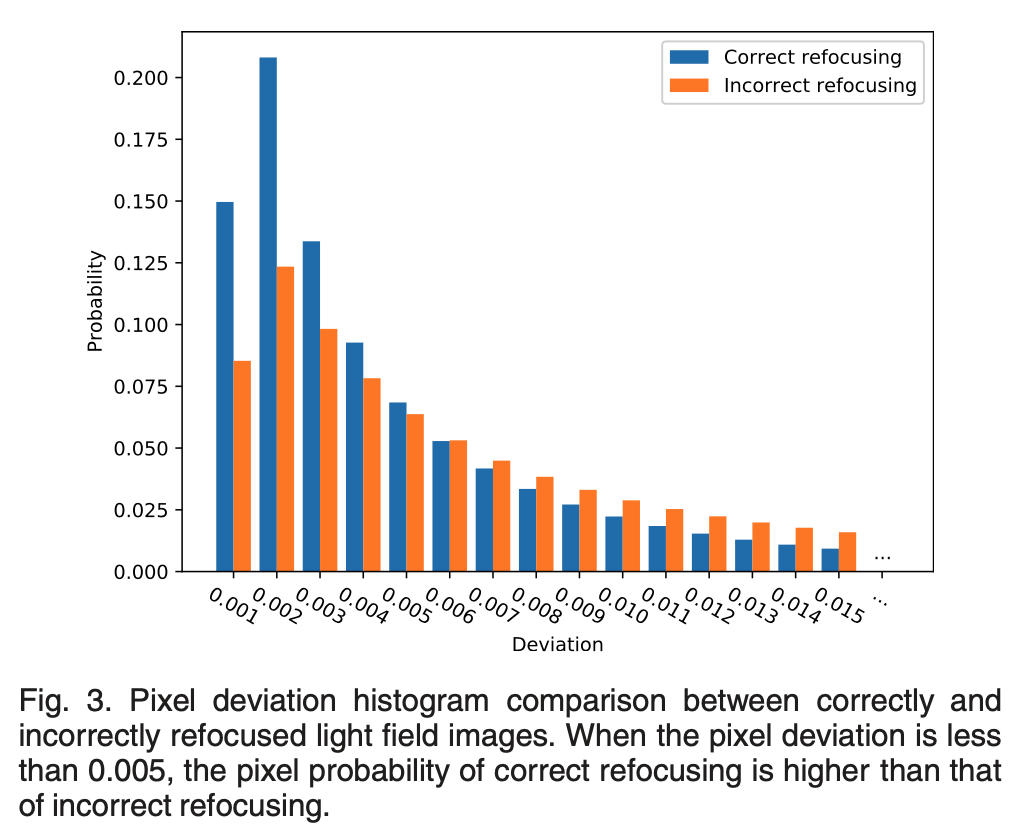 Correct refocusing
Incorrect refocusing
0.200
0.175
0.150
0.125
0.100
0.075
0.050
0.025
0.000
Probability
0.001 0.002 0.003 0.004 0.005 0.006 0.007 0.008 0.009 0.010 0.011 0.012 0.013 0.014 0.015 ...
...
Deviation
Fig. 3. Pixel deviation histogram comparison between correctly and
incorrectly refocused light field images. When the pixel deviation is less
than 0.005, the pixel probability of correct refocusing is higher than that
of incorrect refocusing.